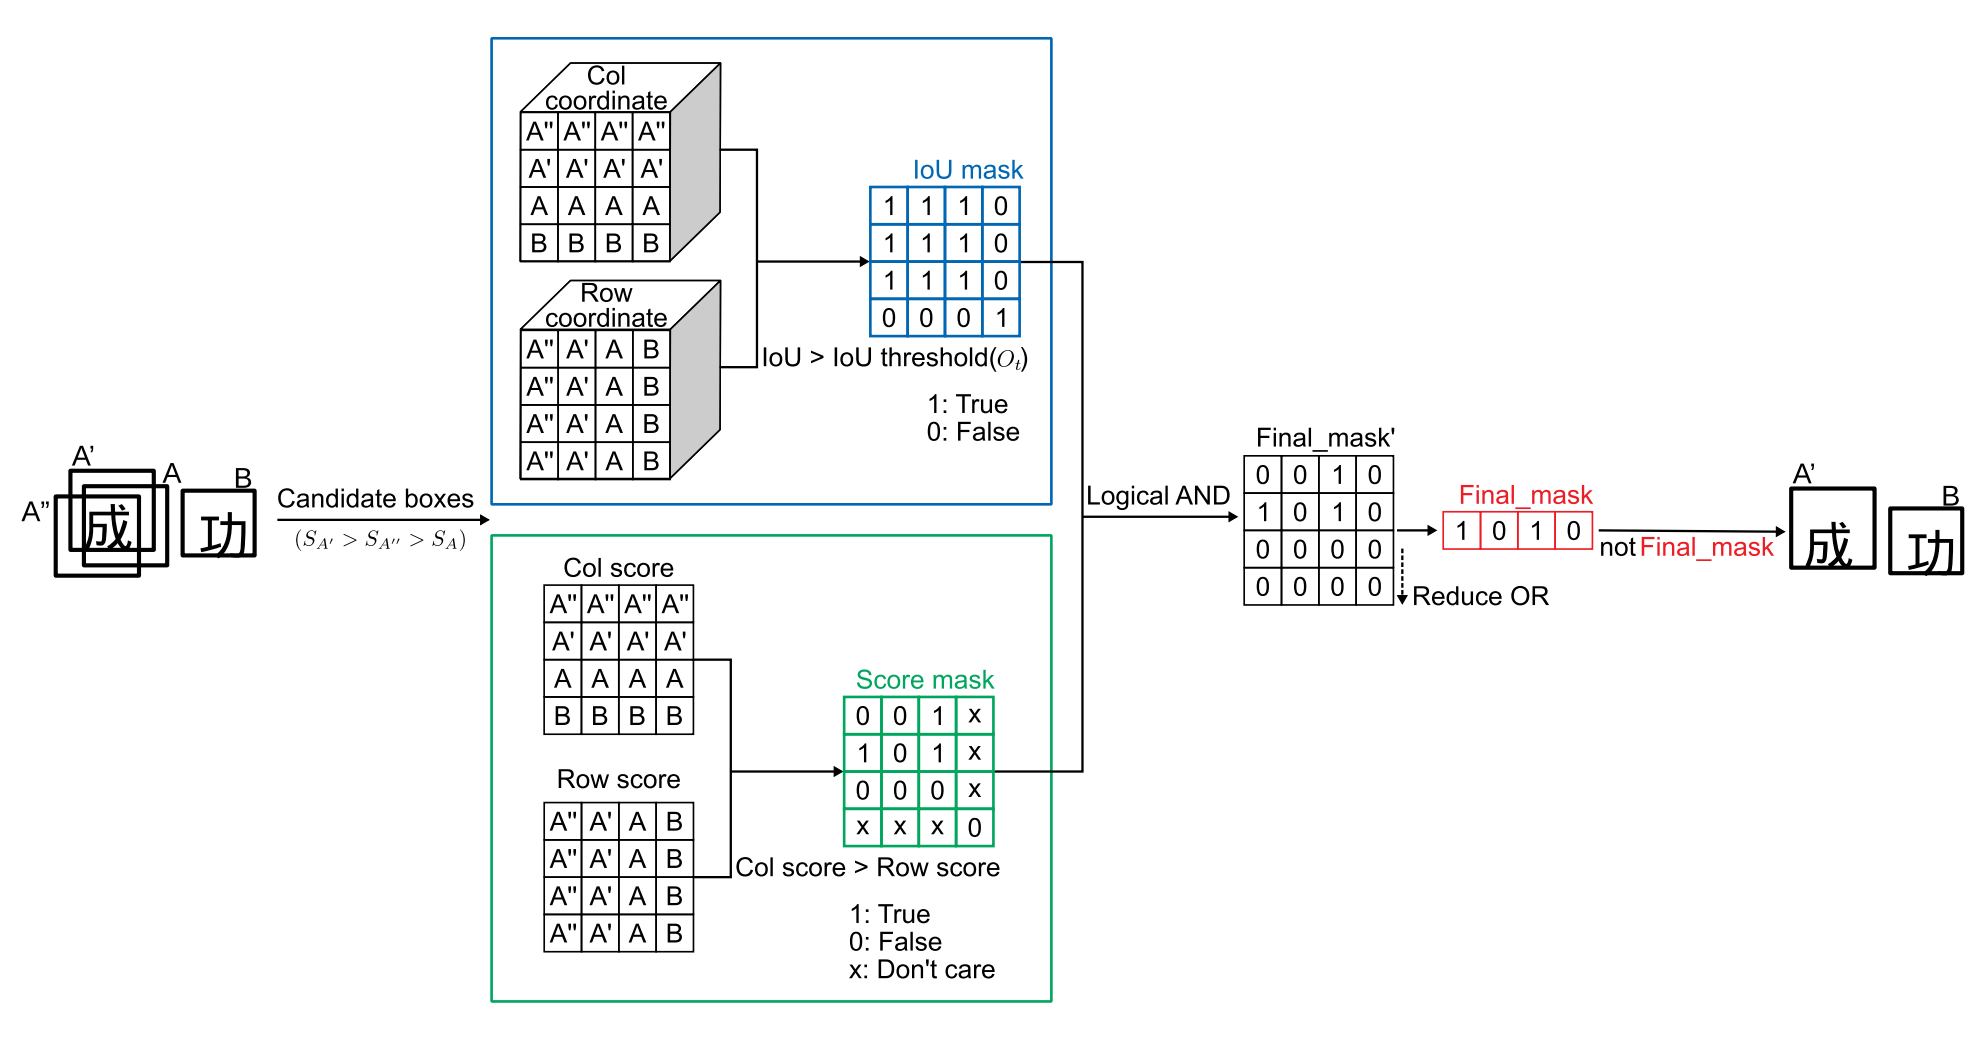 A’
A
B
A”
成
功
Candidate boxes
(S_{A'} > S_{A''} > S_A)
Col
coordinate
A" A" A" A"
A' A' A' A'
A A A A
B B B B
Row
coordinate
A" A' A B
A" A' A B
A" A' A B
A" A' A B
IoU mask
1 1 1 0
1 1 1 0
1 1 1 0
0 0 0 1
IoU > IoU threshold(O_t)
1: True
0: False
Col score
A" A" A" A"
A' A' A' A'
A A A A
B B B B
Row score
A" A' A B
A" A' A B
A" A' A B
A" A' A B
Score mask
0 0 1 x
1 0 1 x
0 0 0 x
x x x 0
Col score > Row score
1: True
0: False
x: Don't care
Logical AND
Final_mask'
0 0 1 0
1 0 1 0
0 0 0 0
0 0 0 0
Reduce OR
Final_mask
1 0 1 0
not Final_mask
A’
B
成
功